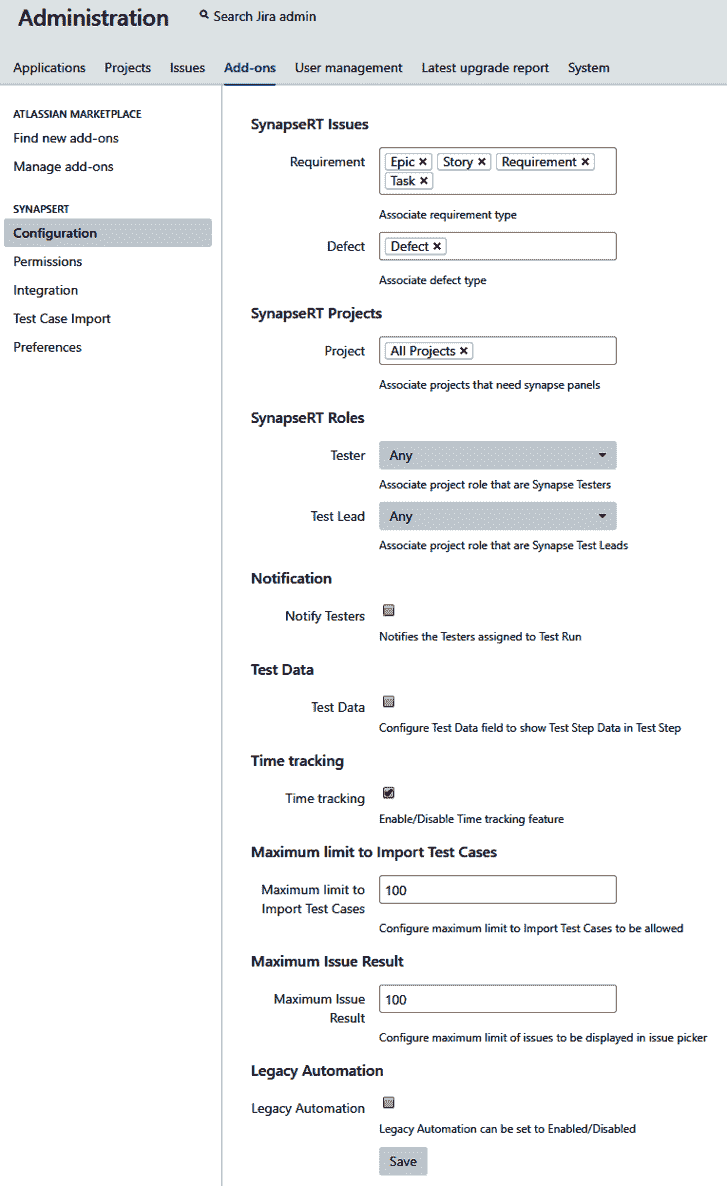 Administration
Search Jira admin
Applications Projects Issues Add-ons User management Latest upgrade report System
ATLASSIAN MARKETPLACE
Find new add-ons
Manage add-ons
SYNAPSERT
Configuration
Permissions
Integration
Test Case Import
Preferences
SynapseRT Issues
Requirement
Epic × Story × Requirement ×
Task ×
Associate requirement type
Defect
Defect ×
Associate defect type
SynapseRT Projects
Project
All Projects ×
Associate projects that need synapse panels
SynapseRT Roles
Tester
Any
Associate project role that are Synapse Testers
Test Lead
Any
Associate project role that are Synapse Test Leads
Notification
Notify Testers
Notifies the Testers assigned to Test Run
Test Data
Test Data
Configure Test Data field to show Test Step Data in Test Step
Time tracking
Time tracking
Enable/Disable Time tracking feature
Maximum limit to Import Test Cases
Maximum limit to
Import Test Cases
100
Configure maximum limit to Import Test Cases to be allowed
Maximum Issue Result
Maximum Issue
Result
100
Configure maximum limit of issues to be displayed in issue picker
Legacy Automation
Legacy Automation
Legacy Automation can be set to Enabled/Disabled
Save